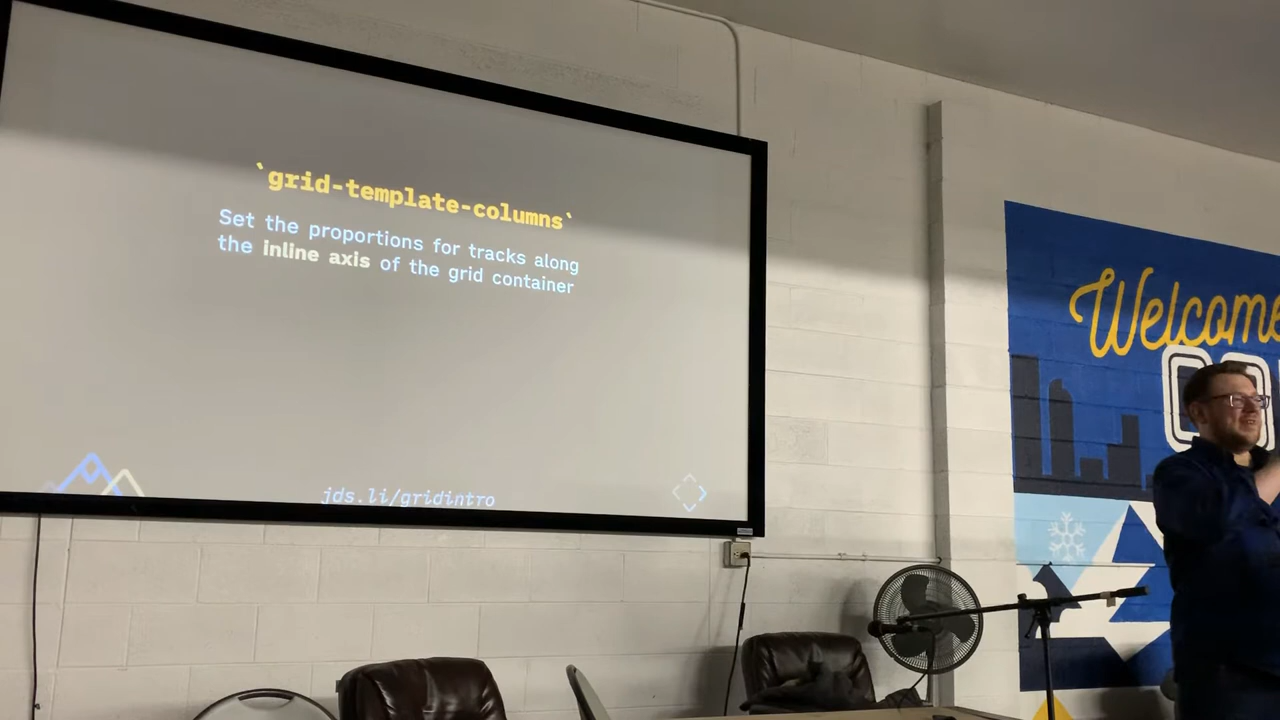 `grid-template-columns`
Set the proportions for tracks along
the inline axis of the grid container
jds.li/gridintro
Welcome